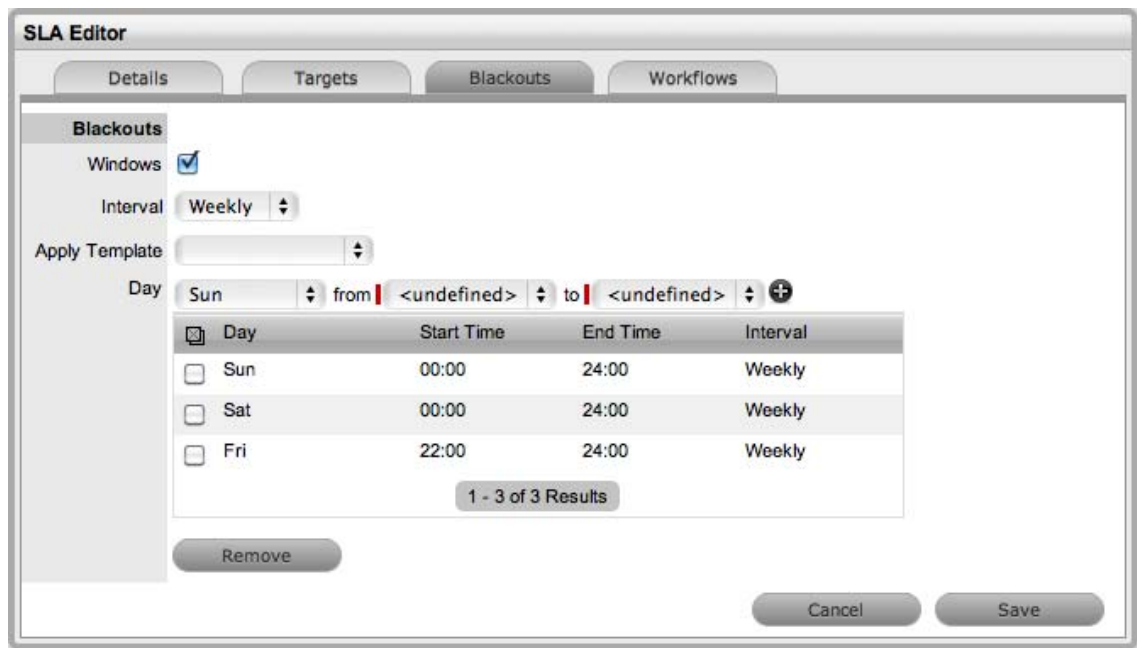 SLA Editor
Details Targets Blackouts Workflows
Blackouts
Windows
Interval Weekly
Apply Template
Day Sun from <undefined> to <undefined>
Day Start Time End Time Interval
Sun 00:00 24:00 Weekly
Sat 00:00 24:00 Weekly
Fri 22:00 24:00 Weekly
1 - 3 of 3 Results
Remove
Cancel Save